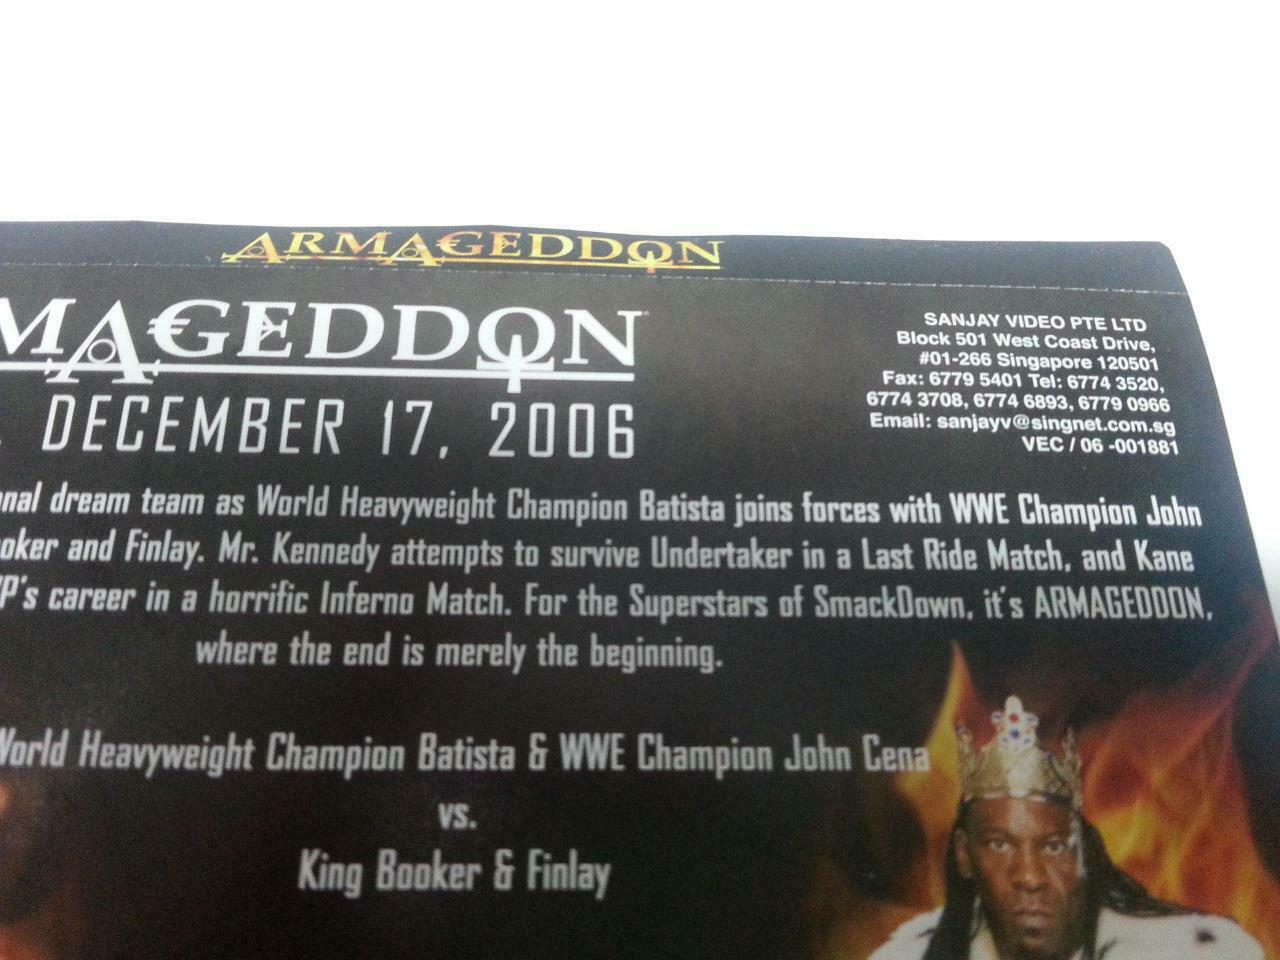 ARMAGEDDON
MAGEDDON
SANJAY VIDEO PTE LTD
Block 501 West Coast Drive,
#01-266 Singapore 120501
Fax: 6779 5401 Tel: 6774 3520,
6774 3708, 6774 6893, 6779 0966
Email: sanjayv@singnet.com.sg
VEC / 06 -001881
DECEMBER 17, 2006
dream team as World Heavyweight Champion Batista joins forces with WWE Champion John
and Finlay. Mr. Kennedy attempts to survive Undertaker in a Last Ride Match, and Kane
career in a horrific Inferno Match. For the Superstars of SmackDown, it's ARMAGEDDON,
where the end is merely the beginning.
World Heavyweight Champion Batista & WWE Champion John Cena
vs.
King Booker & Finlay